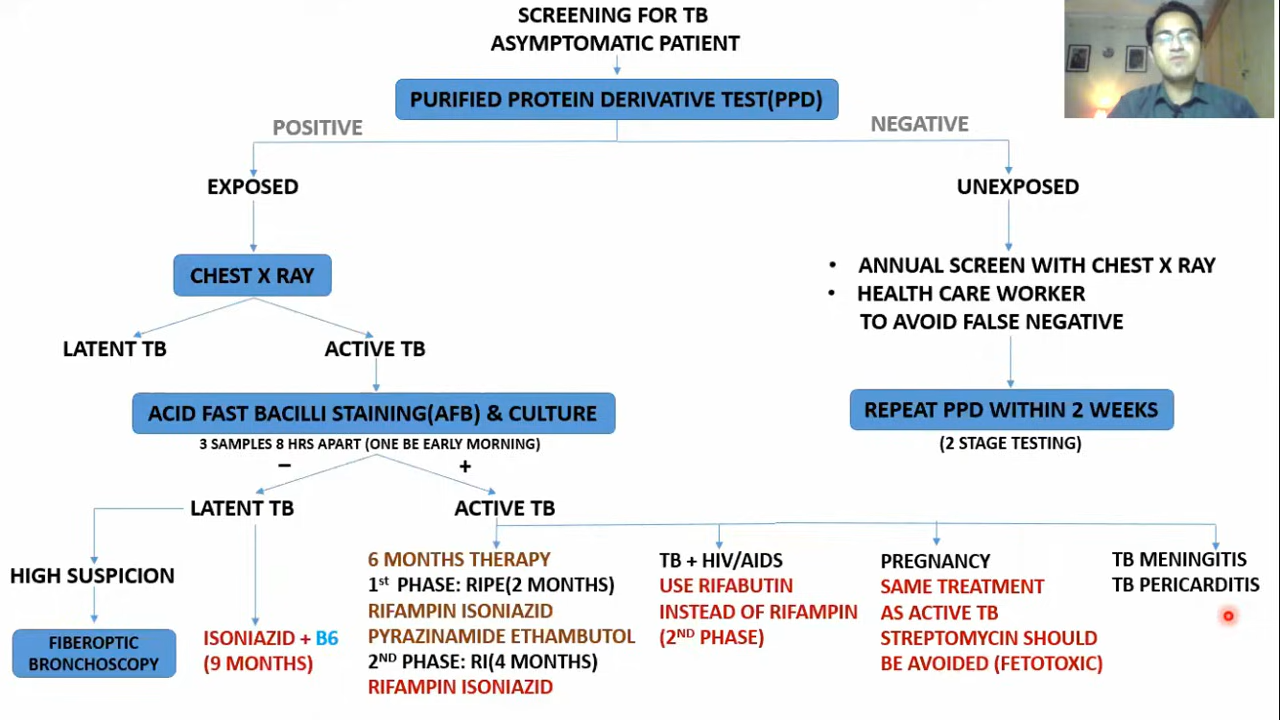 SCREENING FOR TB
ASYMPTOMATIC PATIENT
PURIFIED PROTEIN DERIVATIVE TEST(PPD)
POSITIVE
NEGATIVE
EXPOSED
UNEXPOSED
CHEST X RAY
• ANNUAL SCREEN WITH CHEST X RAY
• HEALTH CARE WORKER
TO AVOID FALSE NEGATIVE
LATENT TB
ACTIVE TB
ACID FAST BACILLI STAINING(AFB) & CULTURE
3 SAMPLES 8 HRS APART (ONE BE EARLY MORNING)
REPEAT PPD WITHIN 2 WEEKS
(2 STAGE TESTING)
−
+
LATENT TB
ACTIVE TB
HIGH SUSPICION
FIBEROPTIC
BRONCHOSCOPY
ISONIAZID + B6
(9 MONTHS)
6 MONTHS THERAPY
1st PHASE: RIPE(2 MONTHS)
RIFAMPIN ISONIAZID
PYRAZINAMIDE ETHAMBUTOL
2ND PHASE: RI(4 MONTHS)
RIFAMPIN ISONIAZID
TB + HIV/AIDS
USE RIFABUTIN
INSTEAD OF RIFAMPIN
(2ND PHASE)
PREGNANCY
SAME TREATMENT
AS ACTIVE TB
STREPTOMYCIN SHOULD
BE AVOIDED (FETOTOXIC)
TB MENINGITIS
TB PERICARDITIS